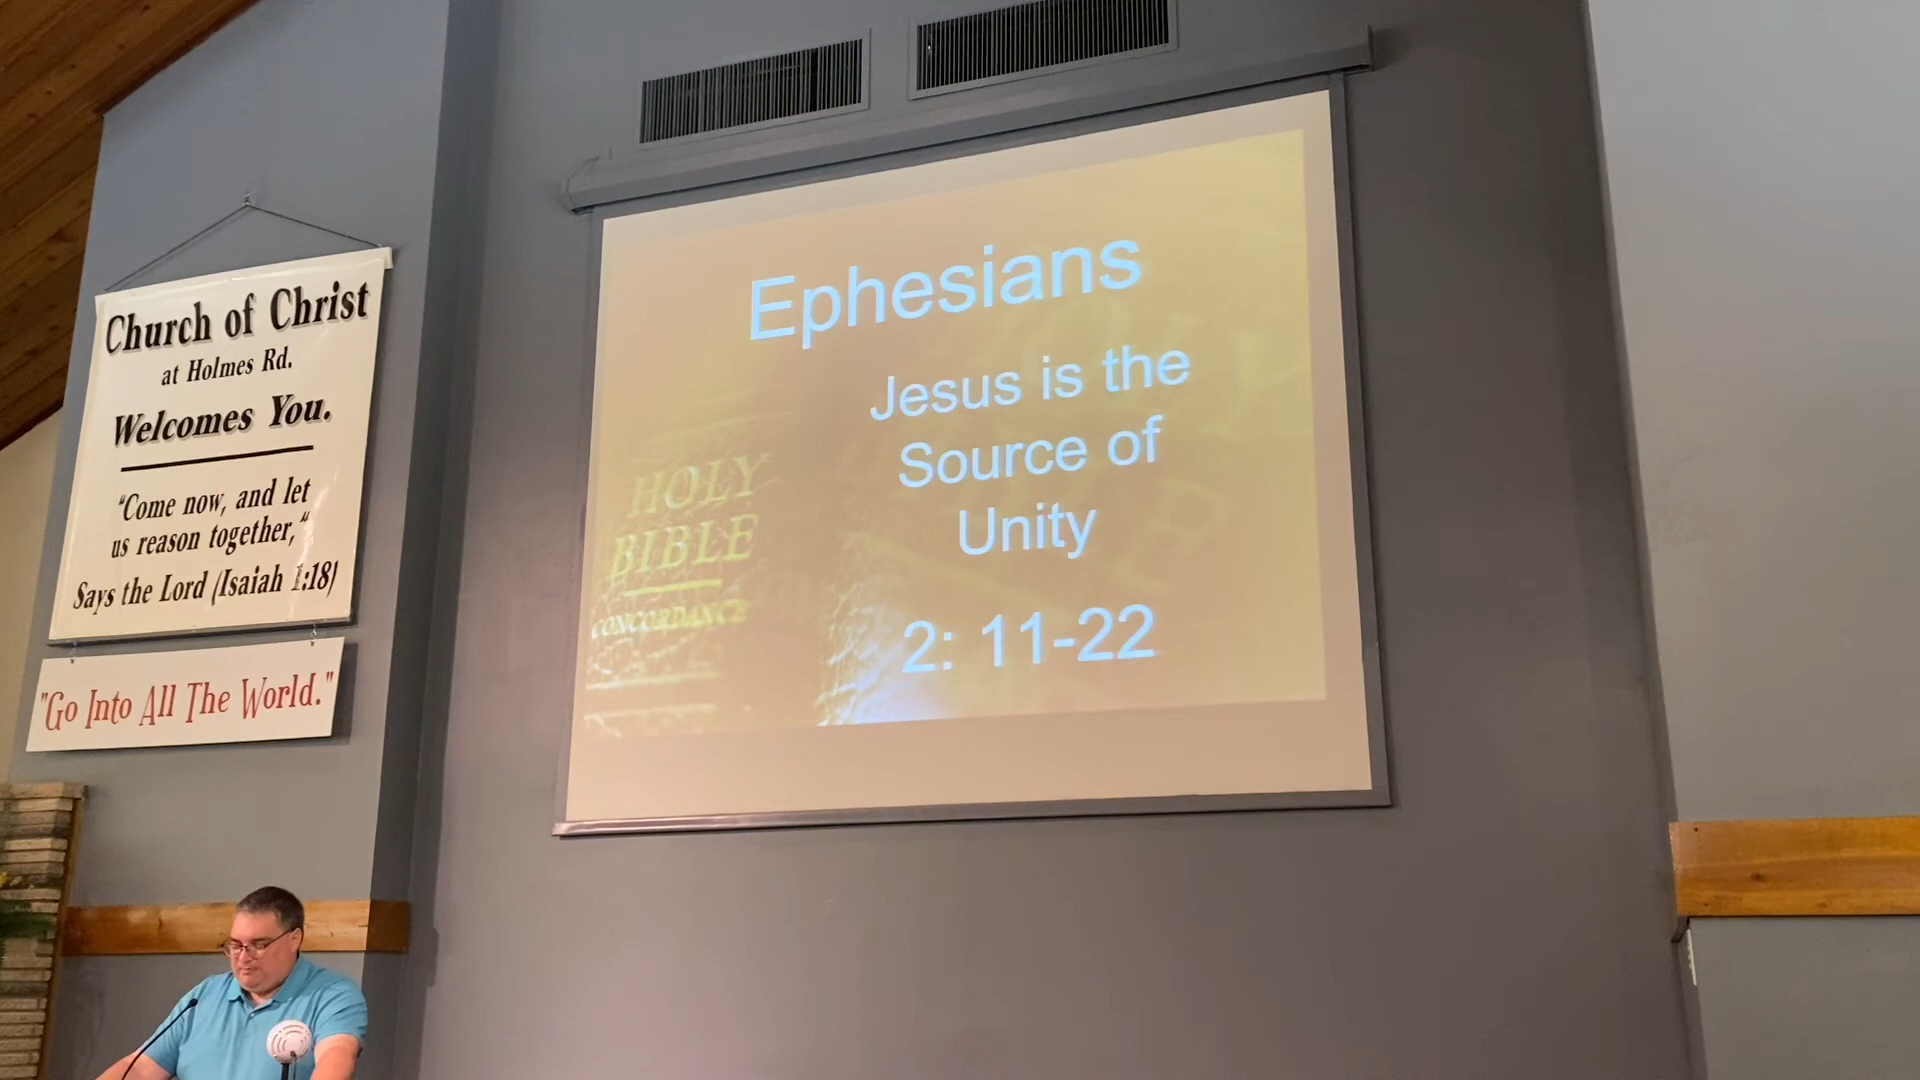 Church of Christ
at Holmes Rd.
Welcomes You.
"Come now, and let
us reason together,"
Says the Lord (Isaiah 1:18)
"Go Into All The World."
Ephesians
Jesus is the
Source of
Unity
2: 11-22
HOLY
BIBLE
CONCORDANCE